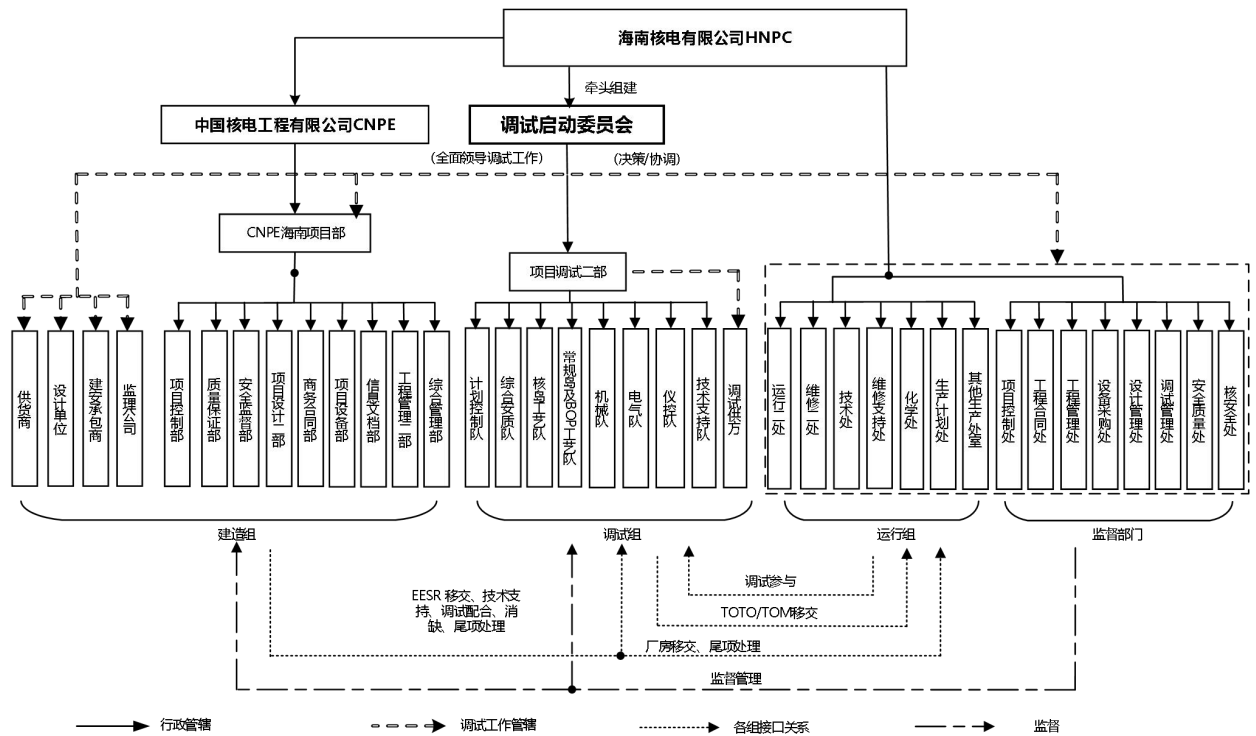 海南核电有限公司HNPC
牵头组建
中国核电工程有限公司CNPE
调试启动委员会
(全面领导调试工作)
(决策/协调)
CNPE海南项目部
项目调试二部
供货商
设计单位
建安承包商
监理公司
项目控制部
质量保证部
安全监督部
项目设计二部
商务合同部
项目设备部
信息文档部
工程管理二部
综合管理部
计划控制队
综合安质队
核岛工艺队
常规岛及BOP工艺队
机械队
电气队
仪控队
技术支持队
调试供方
运行二处
维修二处
技术处
维修支持处
化学处
生产计划处
其他生产处室
项目控制处
工程合同处
工程管理处
设备采购处
设计管理处
调试管理处
安全质量处
核安全处
建造组
调试组
运行组
监督部门
EESR 移交、技术支
持、调试配合、消
缺、尾项处理
调试参与
TOTO/TOM移交
厂房移交、尾项处理
监督管理
行政管辖
调试工作管辖
各组接口关系
监督